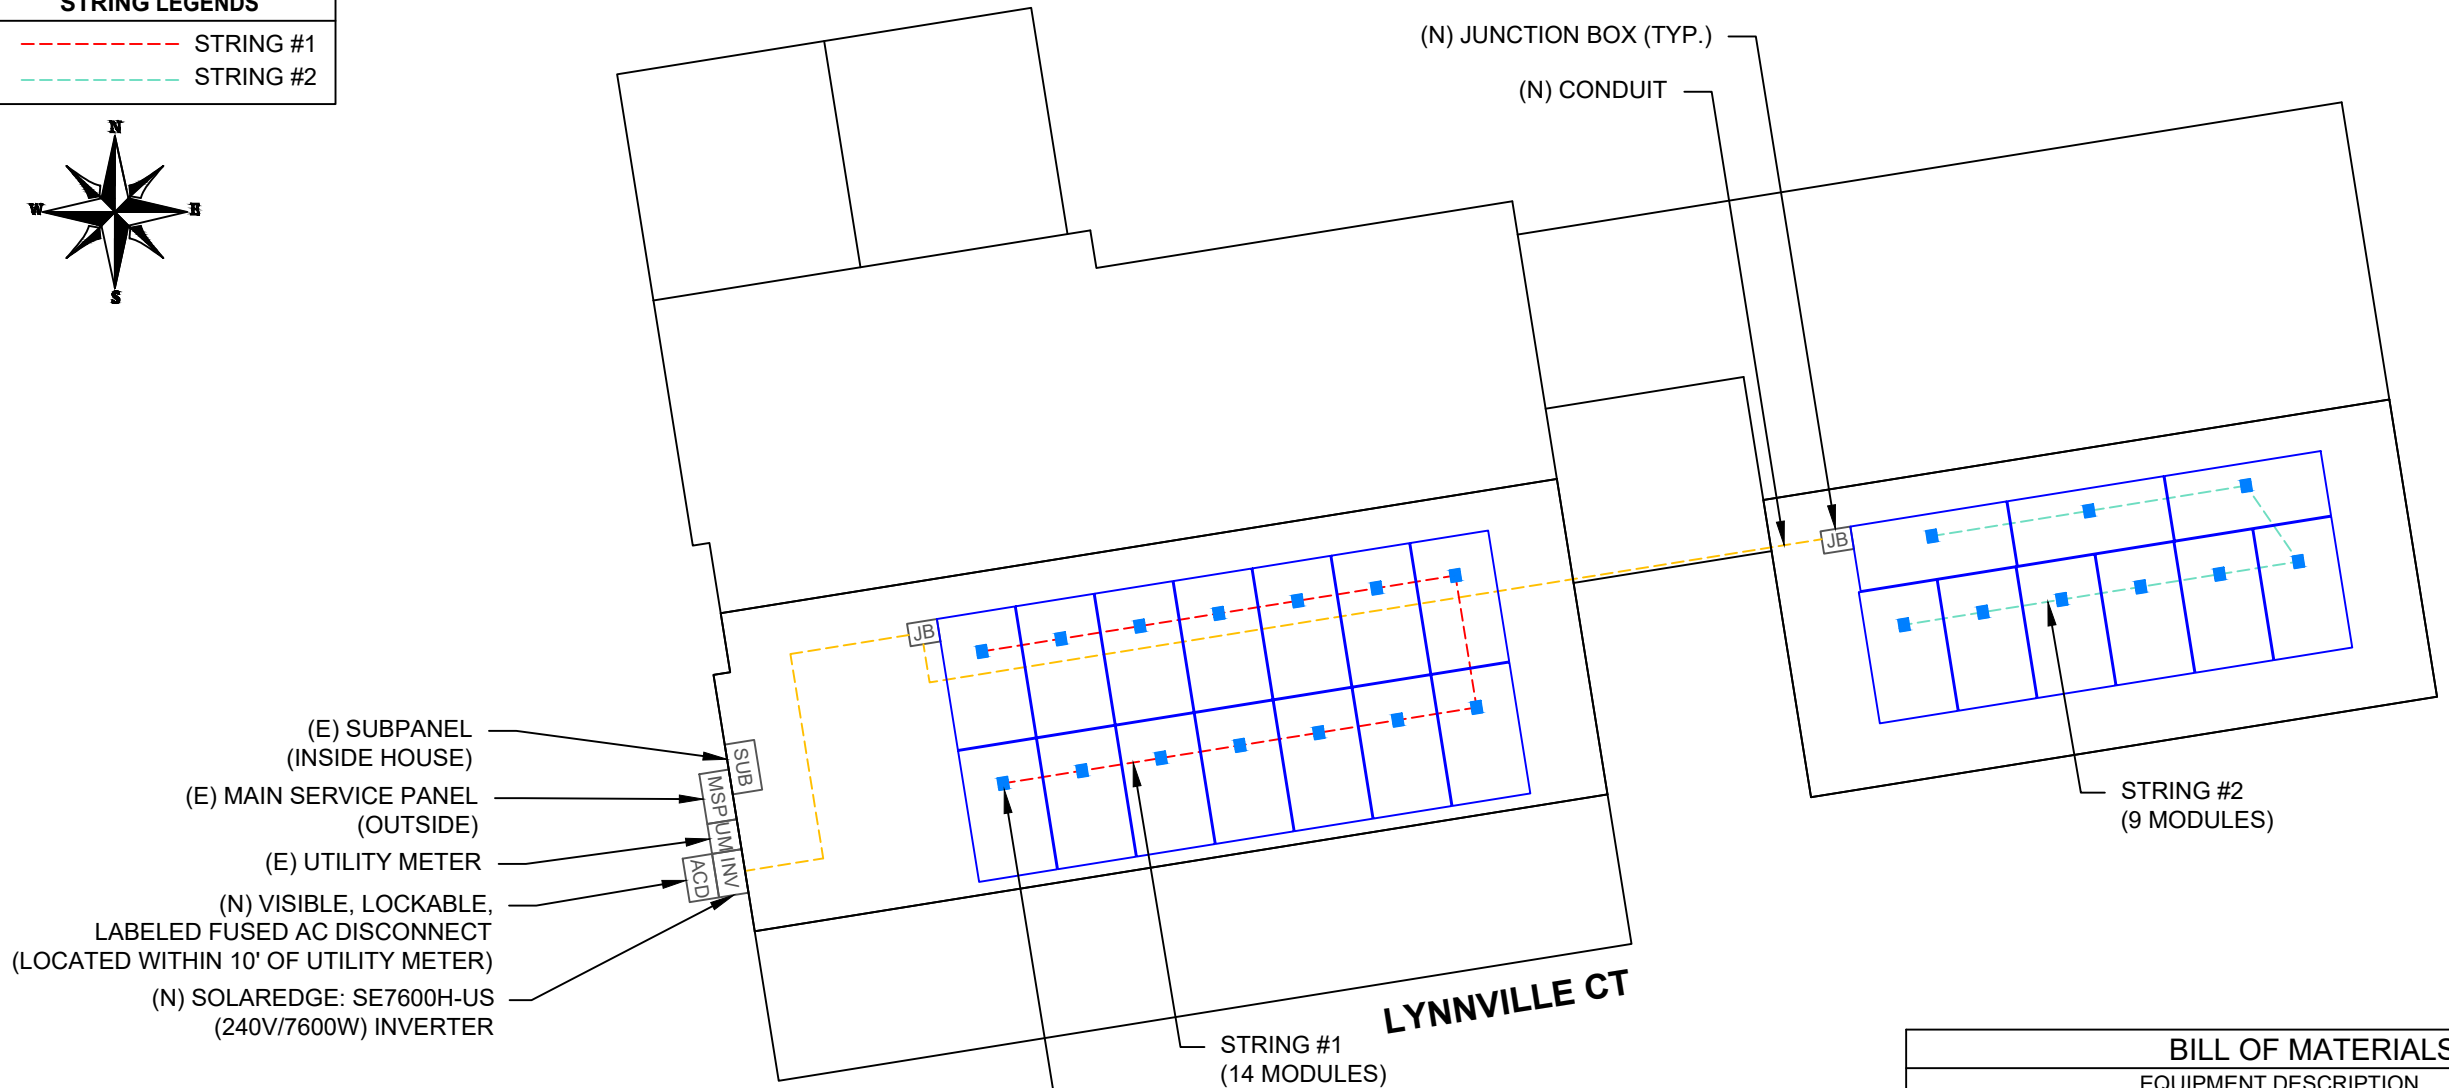 STRING LEGENDS
STRING #1
STRING #2
N
W
E
S
(N) JUNCTION BOX (TYP.)
(N) CONDUIT
JB
JB
(E) SUBPANEL
(INSIDE HOUSE)
(E) MAIN SERVICE PANEL
(OUTSIDE)
(E) UTILITY METER
(N) VISIBLE, LOCKABLE,
LABELED FUSED AC DISCONNECT
(LOCATED WITHIN 10' OF UTILITY METER)
(N) SOLAREDGE: SE7600H-US
(240V/7600W) INVERTER
SUB
MSP
UM
INV
ACD
STRING #2
(9 MODULES)
LYNNVILLE CT
STRING #1
(14 MODULES)
BILL OF MATERIALS
EQUIPMENT DESCRIPTION